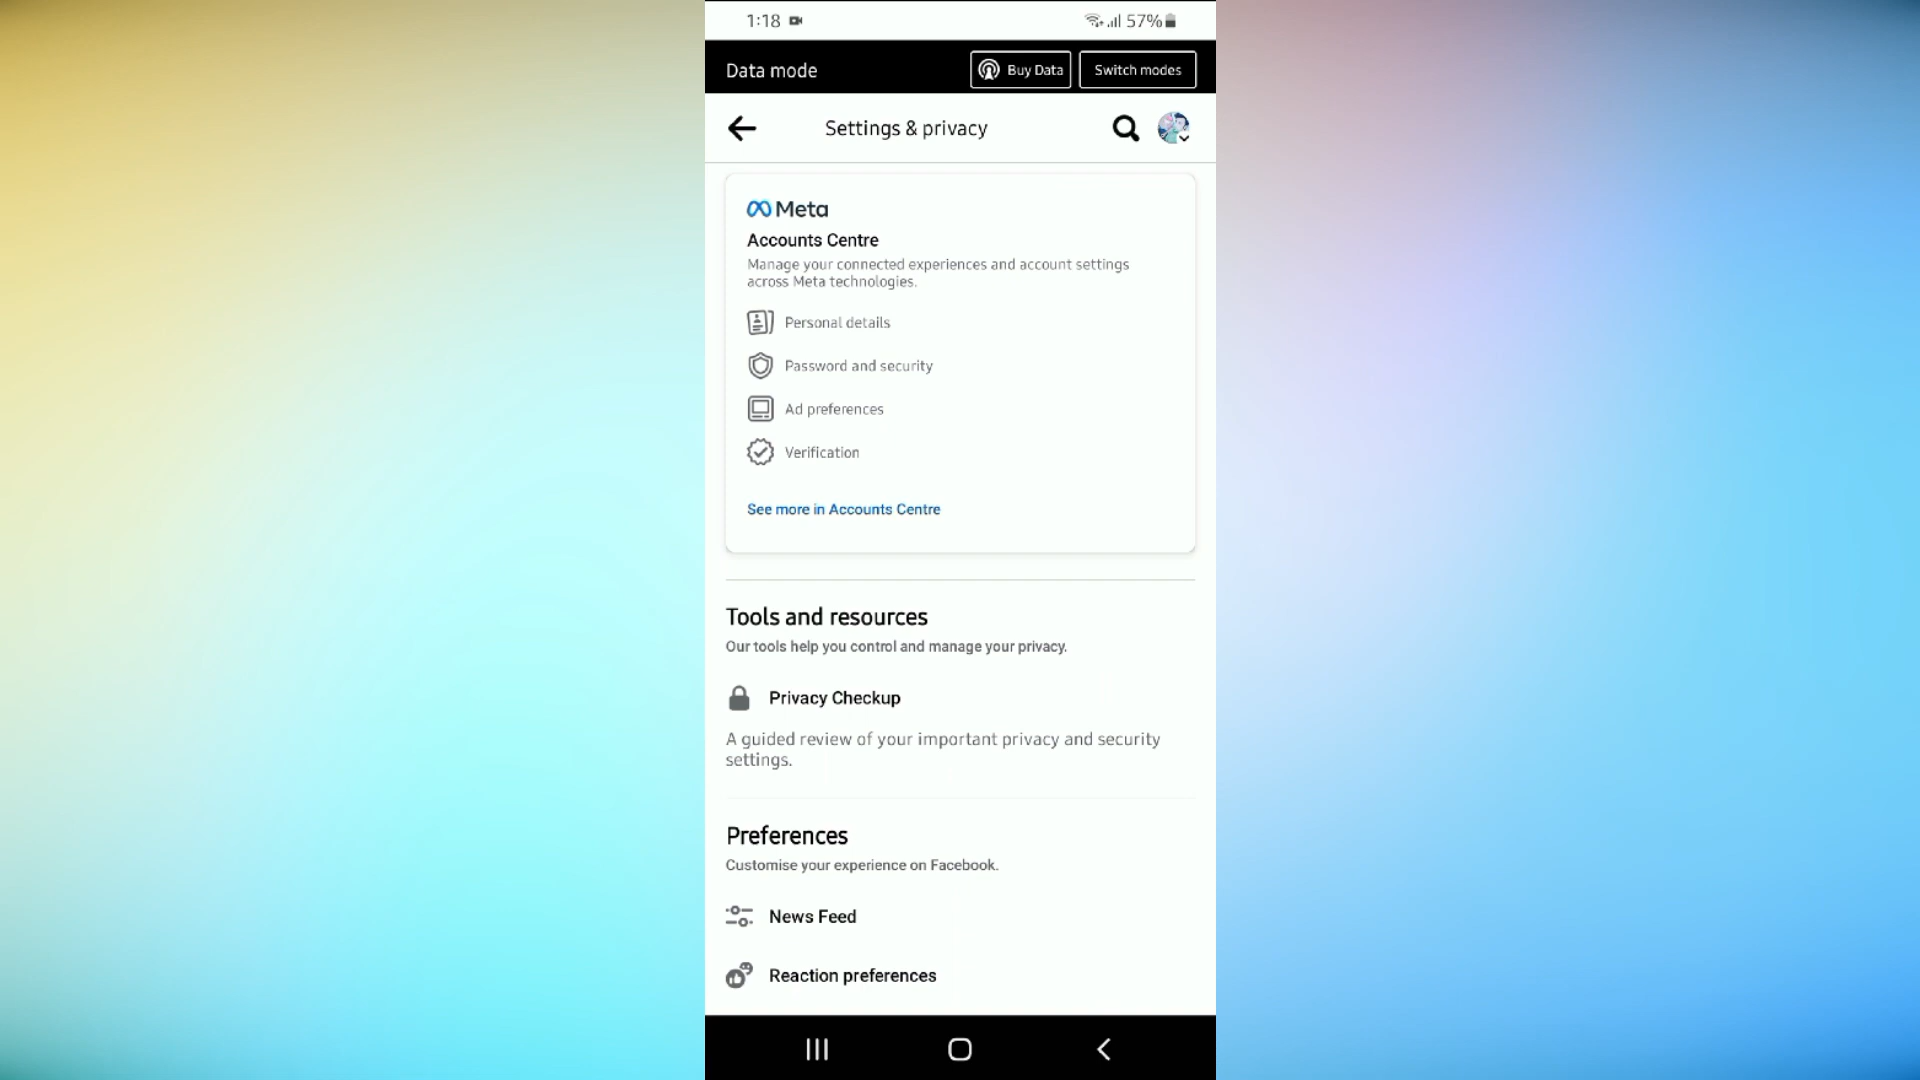 1:18 57%
Data mode Buy Data Switch modes
Settings & privacy
Meta
Accounts Centre
Manage your connected experiences and account settings
across Meta technologies.
Personal details
Password and security
Ad preferences
Verification
See more in Accounts Centre
Tools and resources
Our tools help you control and manage your privacy.
Privacy Checkup
A guided review of your important privacy and security
settings.
Preferences
Customise your experience on Facebook.
News Feed
Reaction preferences